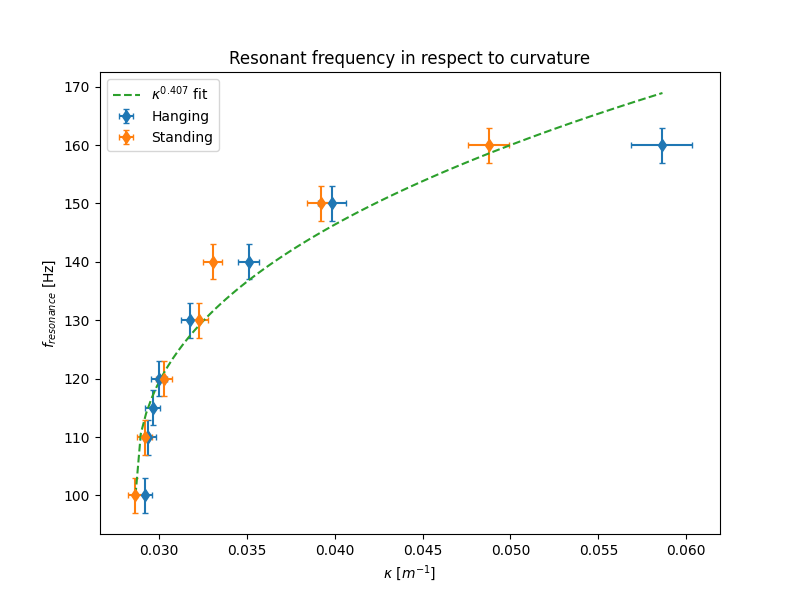 Resonant frequency in respect to curvature
κ^0.407 fit
Hanging
Standing
f_resonance [Hz]
170
160
150
140
130
120
110
100
0.030 0.035 0.040 0.045 0.050 0.055 0.060
κ [m^−1]